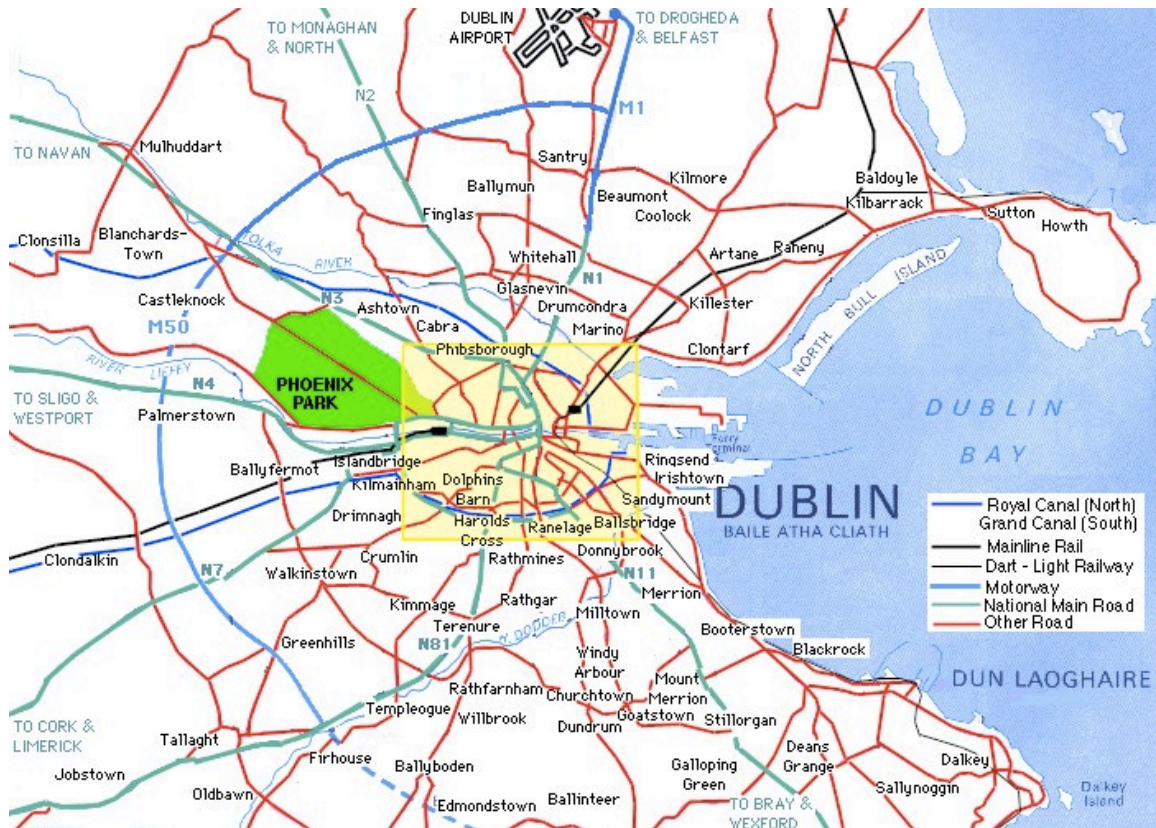 DUBLIN
AIRPORT
TO DROGHEDA
& BELFAST
TO MONAGHAN
& NORTH
N2
M1
TO NAVAN
Mulhuddart
Santry
Ballymun
Kilmore
Beaumont
Coolock
Baldoyle
Kilbarrack
Finglas
Sutton
Howth
Clonsilla
Blanchards-
Town
TOLKA
RIVER
Whitehall
Artane
Raheny
NORTH BULL ISLAND
Castleknock
N3
Ashtown
Glasnevin
N1
Drumcondra
Killester
M50
Cabra
Marino
Clontarf
Phibsborough
RIVER LIFFEY
N4
PHOENIX
PARK
TO SLIGO &
WESTPORT
Palmerstown
DUBLIN
BAY
Ferry
Terminal
Ballyfermot
Islandbridge
Kilmainham
Dolphins
Barn
Ringsend
Irishtown
Sandymount
DUBLIN
BAILE ATHA CLIATH
Drimnagh
Harolds
Cross
Ranelage
Ballsbridge
Royal Canal (North)
Grand Canal (South)
Mainline Rail
Dart - Light Railway
Motorway
National Main Road
Other Road
Clondalkin
Crumlin
Rathmines
Donnybrook
N7
Walkinstown
N11
Merrion
Kimmage
Rathgar
Milltown
Terenure
R. DODDER
Booterstown
Greenhills
N81
Windy
Arbour
Blackrock
Mount
Merrion
DUN LAOGHAIRE
Rathfarnham
Churchtown
Templeogue
Willbrook
Goatstown
Stillorgan
Dundrum
TO CORK &
LIMERICK
Tallaght
Firhouse
Deans
Grange
Dalkey
Jobstown
Ballyboden
Galloping
Green
Sallynoggin
Dalkey
Island
Oldbawn
Edmondstown
Ballinteer
TO BRAY &
WEXFORD